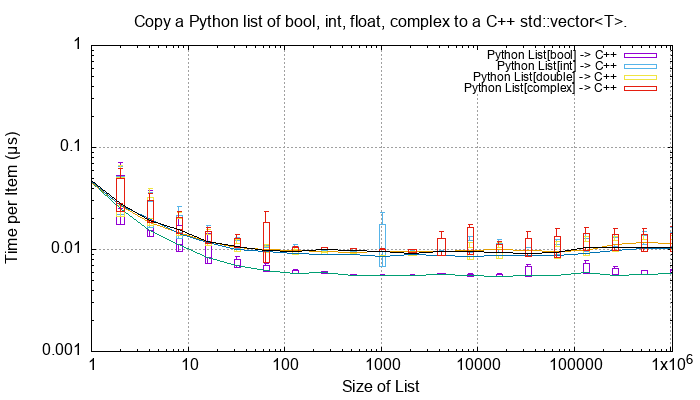 Copy a Python list of bool, int, float, complex to a C++ std::vector<T>.
Python List[bool] -> C++
Python List[int] -> C++
Python List[double] -> C++
Python List[complex] -> C++
Time per Item (µs)
1
0.1
0.01
0.001
1 10 100 1000 10000 100000 1x10⁶
Size of List